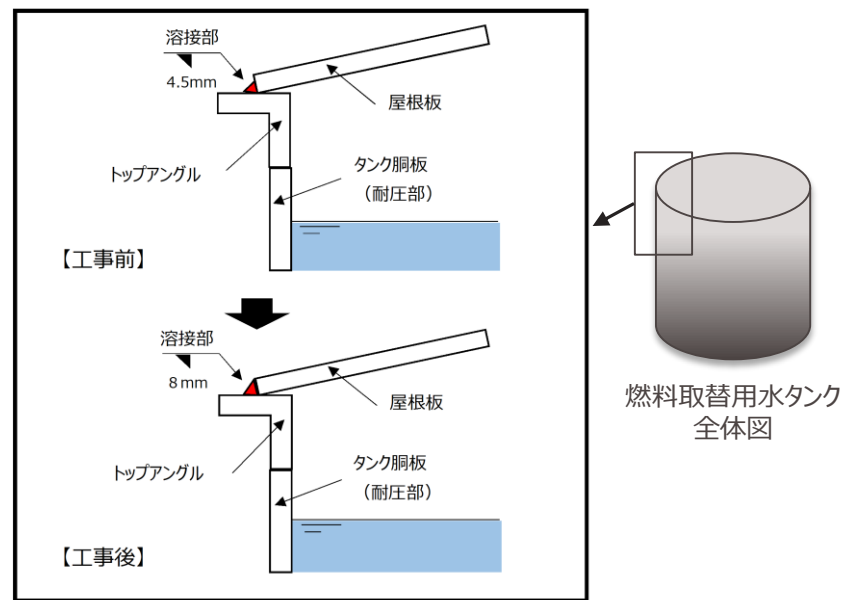 溶接部
4.5mm
屋根板
トップアングル
タンク胴板
（耐圧部）
【工事前】
溶接部
8mm
屋根板
トップアングル
タンク胴板
（耐圧部）
【工事後】
燃料取替用水タンク
全体図